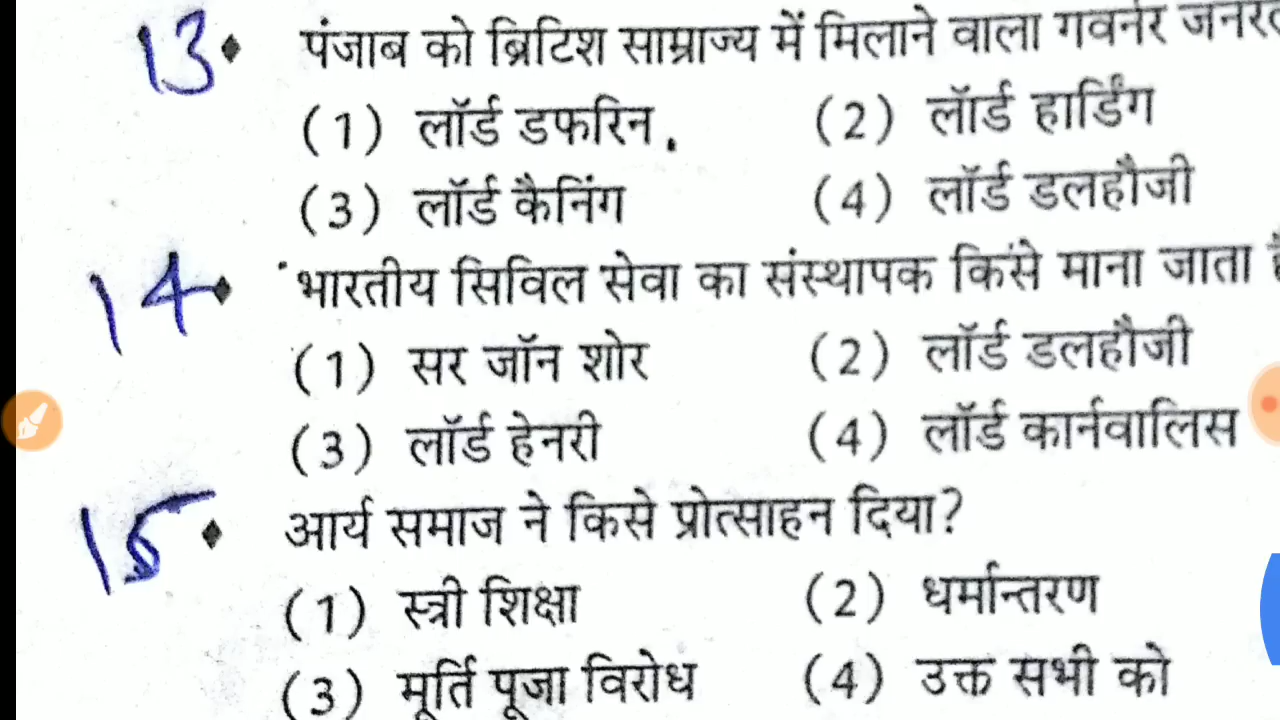 13. पंजाब को ब्रिटिश साम्राज्य में मिलाने वाला गवर्नर
(1) लॉर्ड डफरिन. (2) लॉर्ड हार्डिंग
(3) लॉर्ड कैनिंग (4) लॉर्ड डलहौजी
14. भारतीय सिविल सेवा का संस्थापक किसे माना जाता
(1) सर जॉन शोर (2) लॉर्ड डलहौजी
(3) लॉर्ड हेनरी (4) लॉर्ड कार्नवालिस
15. आर्य समाज ने किसे प्रोत्साहन दिया?
(1) स्त्री शिक्षा (2) धर्मान्तरण
(3) मूर्ति पूजा विरोध (4) उक्त सभी को